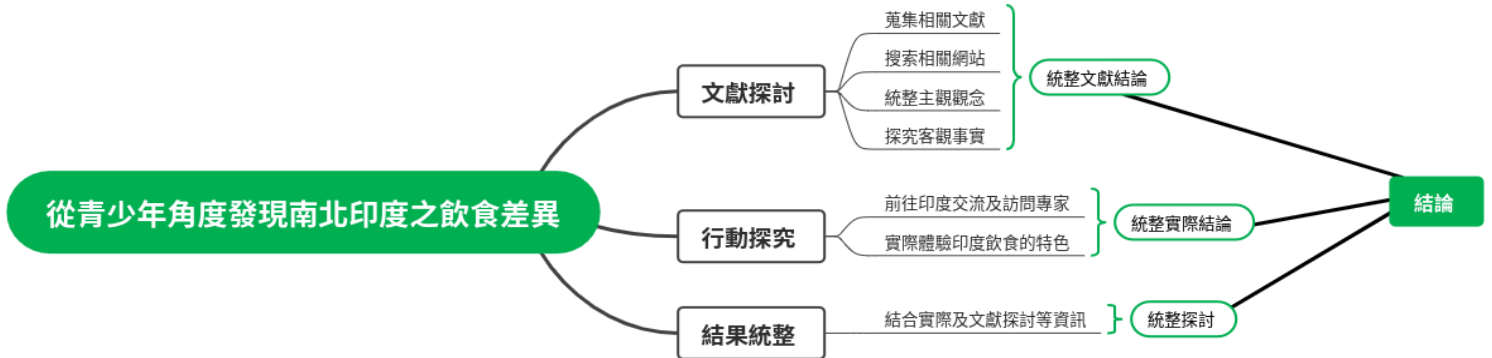 從青少年角度發現南北印度之飲食差異
文獻探討
蒐集相關文獻
搜索相關網站
統整主觀觀念
探究客觀事實
統整文獻結論
行動探究
前往印度交流及訪問專家
實際體驗印度飲食的特色
統整實際結論
結果統整
結合實際及文獻探討等資訊
統整探討
結論